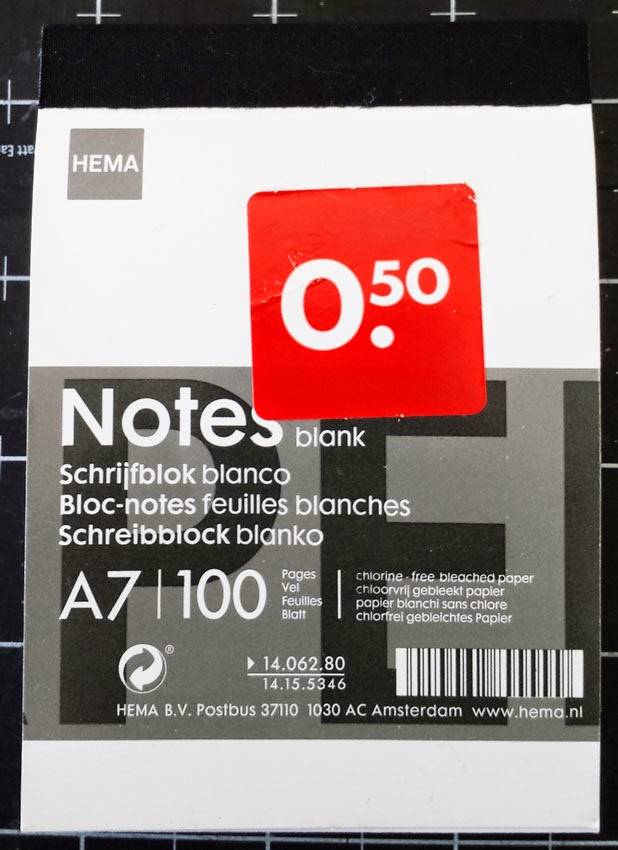 HEMA
0.50
Notes blank
Schrijfblok blanco
Bloc-notes feuilles blanches
Schreibblock blanko
A7 | 100
Pages
Vel
Feuilles
Blatt
chlorine-free bleached paper
chloorvrij gebleekt papier
papier blanchi sans chlore
chlorfrei gebleichtes Papier
®
14.062.80
14.15.5346
HEMA B.V. Postbus 37110 1030 AC Amsterdam www.hema.nl